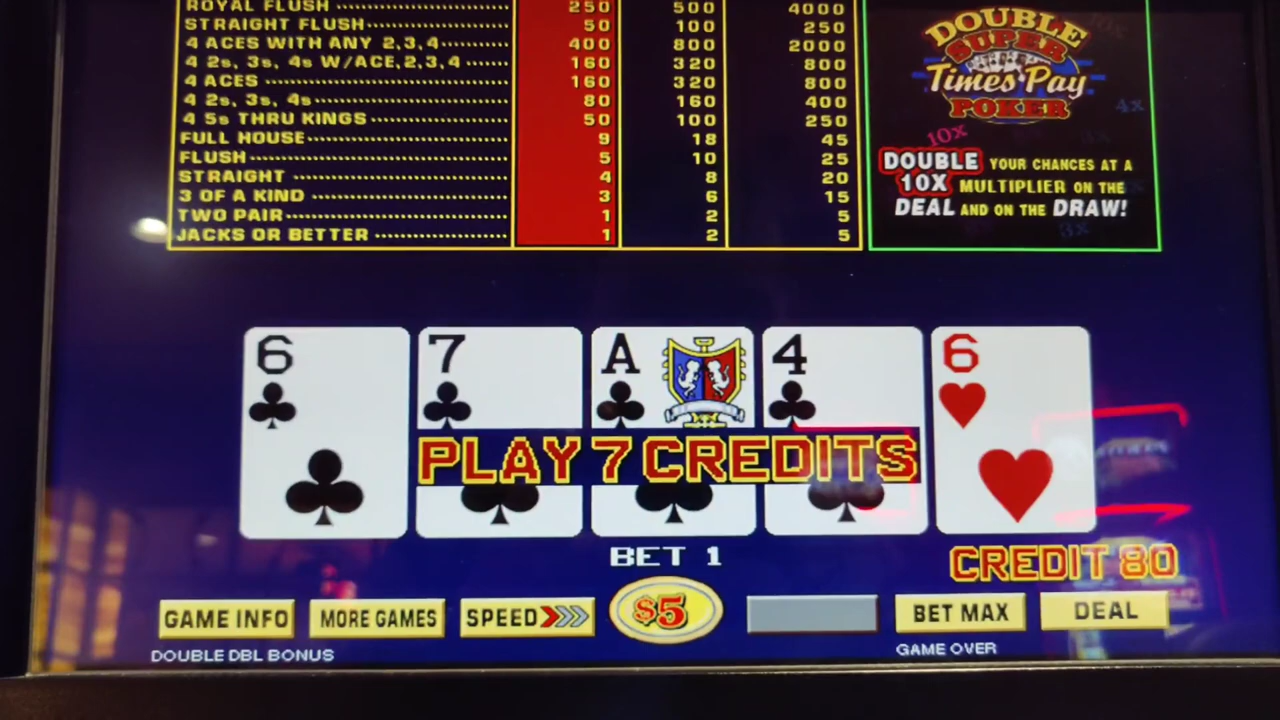 ROYAL FLUSH 250 500 4000
STRAIGHT FLUSH 50 100 250
4 ACES WITH ANY 2,3,4 400 800 2000
4 2s, 3s, 4s W/ACE,2,3,4 160 320 800
4 ACES 160 320 800
4 2s, 3s, 4s 80 160 400
4 5s THRU KINGS 50 100 250
FULL HOUSE 9 18 45
FLUSH 5 10 25
STRAIGHT 4 8 20
3 OF A KIND 3 6 15
TWO PAIR 1 2 5
JACKS OR BETTER 1 2 5
DOUBLE
SUPER
Times Pay
POKER
4x
10x
DOUBLE YOUR CHANCES AT A
10X MULTIPLIER ON THE
DEAL AND ON THE DRAW!
6 7 A 4 6
PLAY 7 CREDITS
BET 1
CREDIT 80
GAME INFO
MORE GAMES
SPEED
$5
BET MAX
DEAL
DOUBLE DBL BONUS
GAME OVER